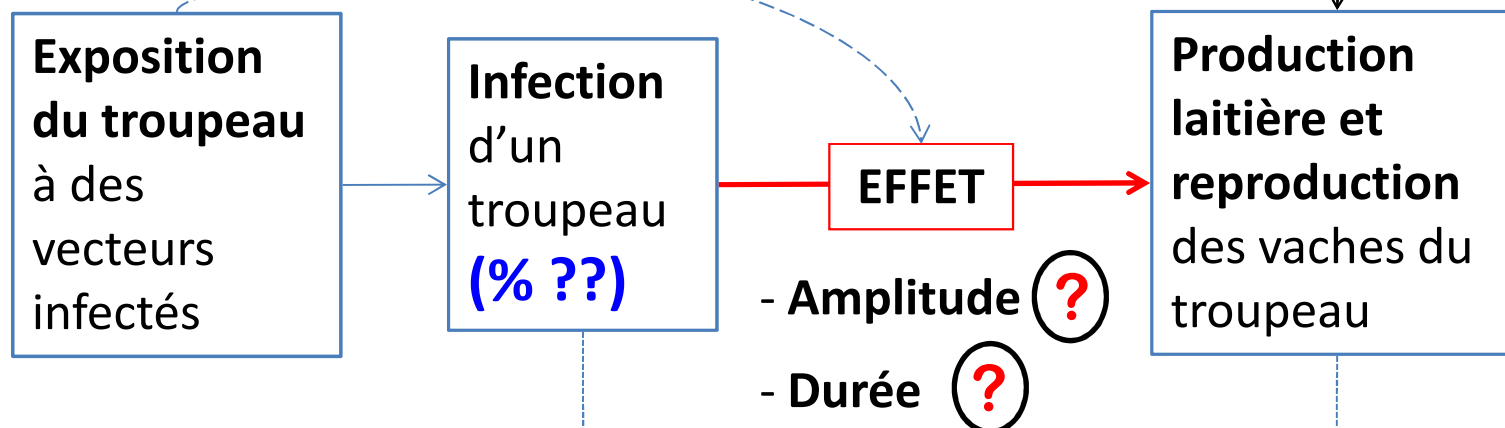 Exposition
du troupeau
à des
vecteurs
infectés
Infection
d’un
troupeau
(% ??)
EFFET
- Amplitude ?
- Durée ?
Production
laitière et
reproduction
des vaches du
troupeau